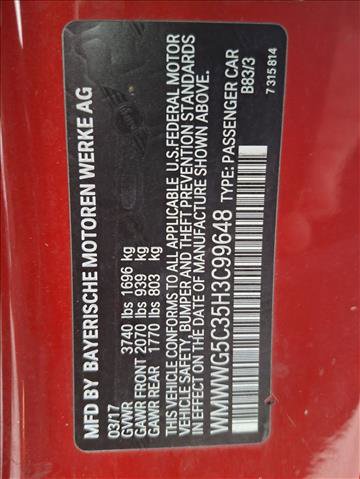 MFD BY BAYERISCHE MOTOREN WERKE AG
03/17
GVWR 3740 lbs 1696 kg
GAWR FRONT 2070 lbs 939 kg
GAWR REAR 1770 lbs 803 kg
THIS VEHICLE CONFORMS TO ALL APPLICABLE U.S.FEDERAL MOTOR
VEHICLE SAFETY, BUMPER AND THEFT PREVENTION STANDARDS
IN EFFECT ON THE DATE OF MANUFACTURE SHOWN ABOVE.
WMWWG5C35H3C99648 TYPE: PASSENGER CAR
B83/3
7 315 814